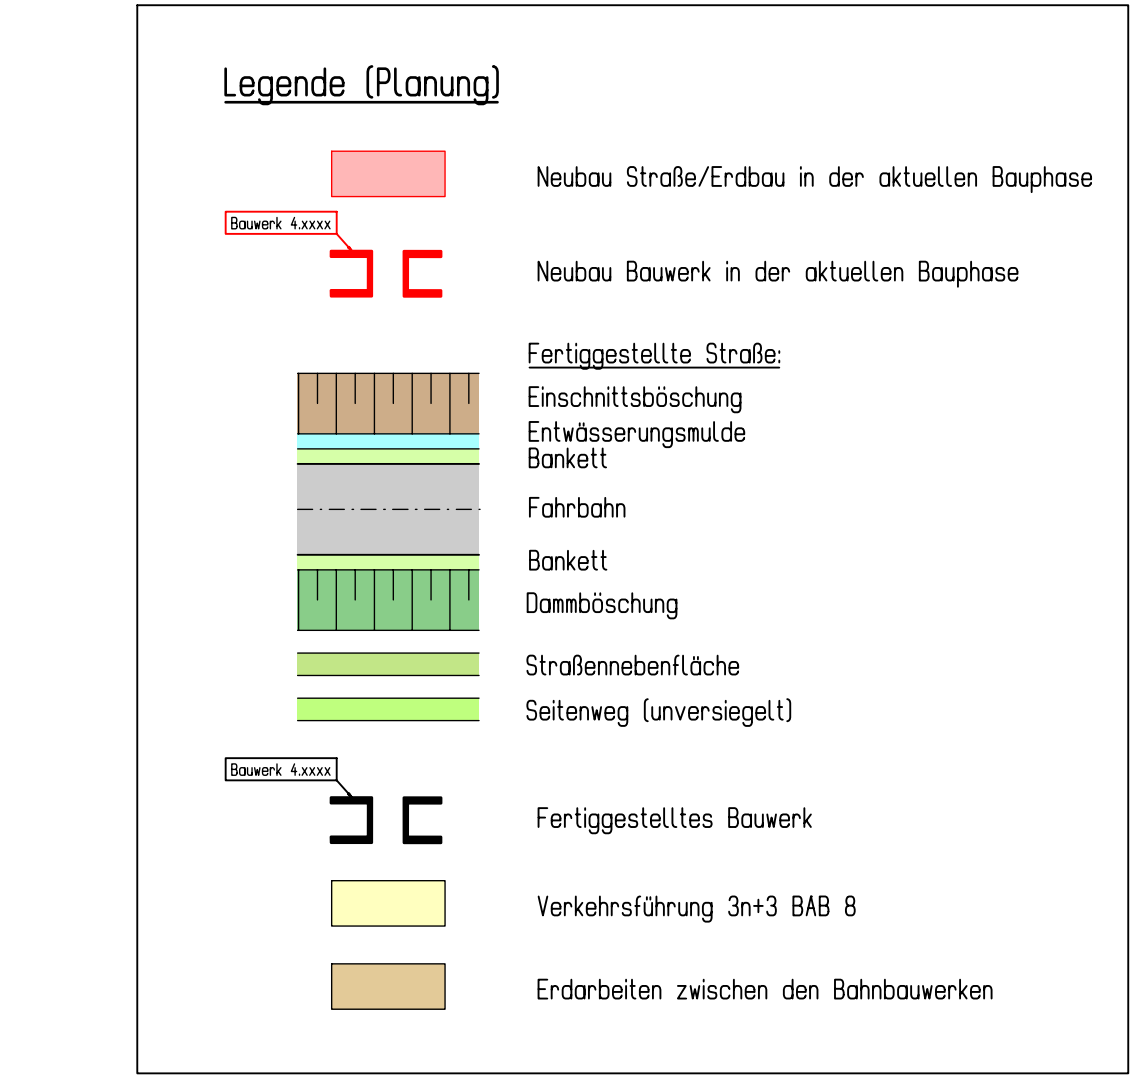 Legende (Planung)
Neubau Straße/Erdbau in der aktuellen Bauphase
Bauwerk 4.xxxx
Neubau Bauwerk in der aktuellen Bauphase
Fertiggestellte Straße:
Einschnittsböschung
Entwässerungsmulde
Bankett
Fahrbahn
Bankett
Dammböschung
Straßennebenfläche
Seitenweg (unversiegelt)
Bauwerk 4.xxxx
Fertiggestelltes Bauwerk
Verkehrsführung 3n+3 BAB 8
Erdarbeiten zwischen den Bahnbauwerken